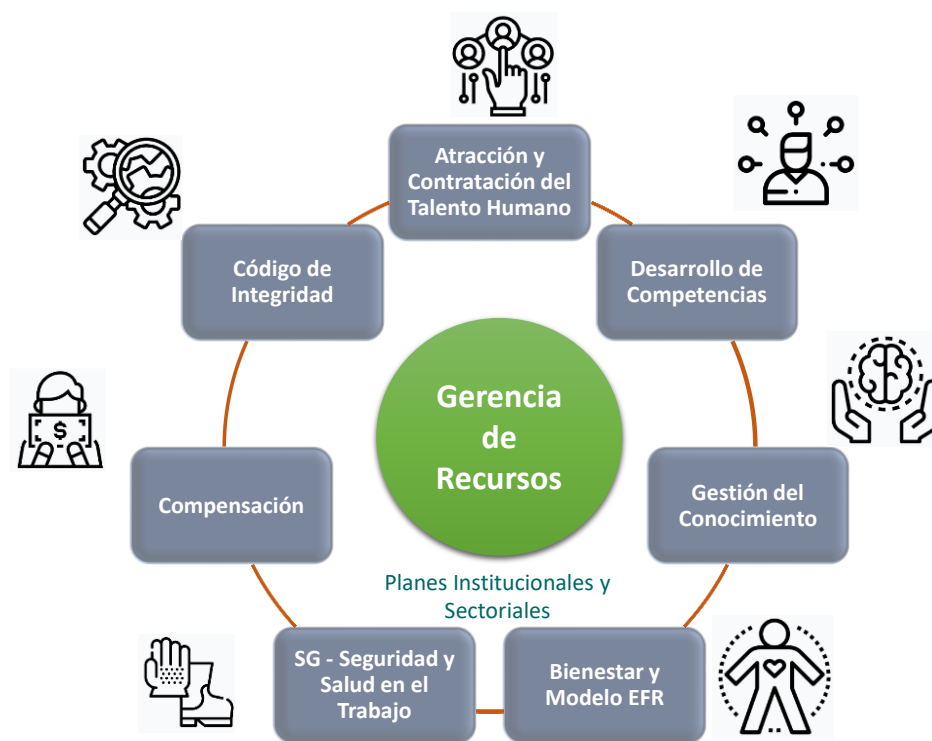 Atracción y
Contratación del
Talento Humano
Código de
Integridad
Desarrollo de
Competencias
$
Gerencia
de
Recursos
Compensación
Gestión del
Conocimiento
Planes Institucionales y
Sectoriales
SG - Seguridad y
Salud en el
Trabajo
Bienestar y
Modelo EFR